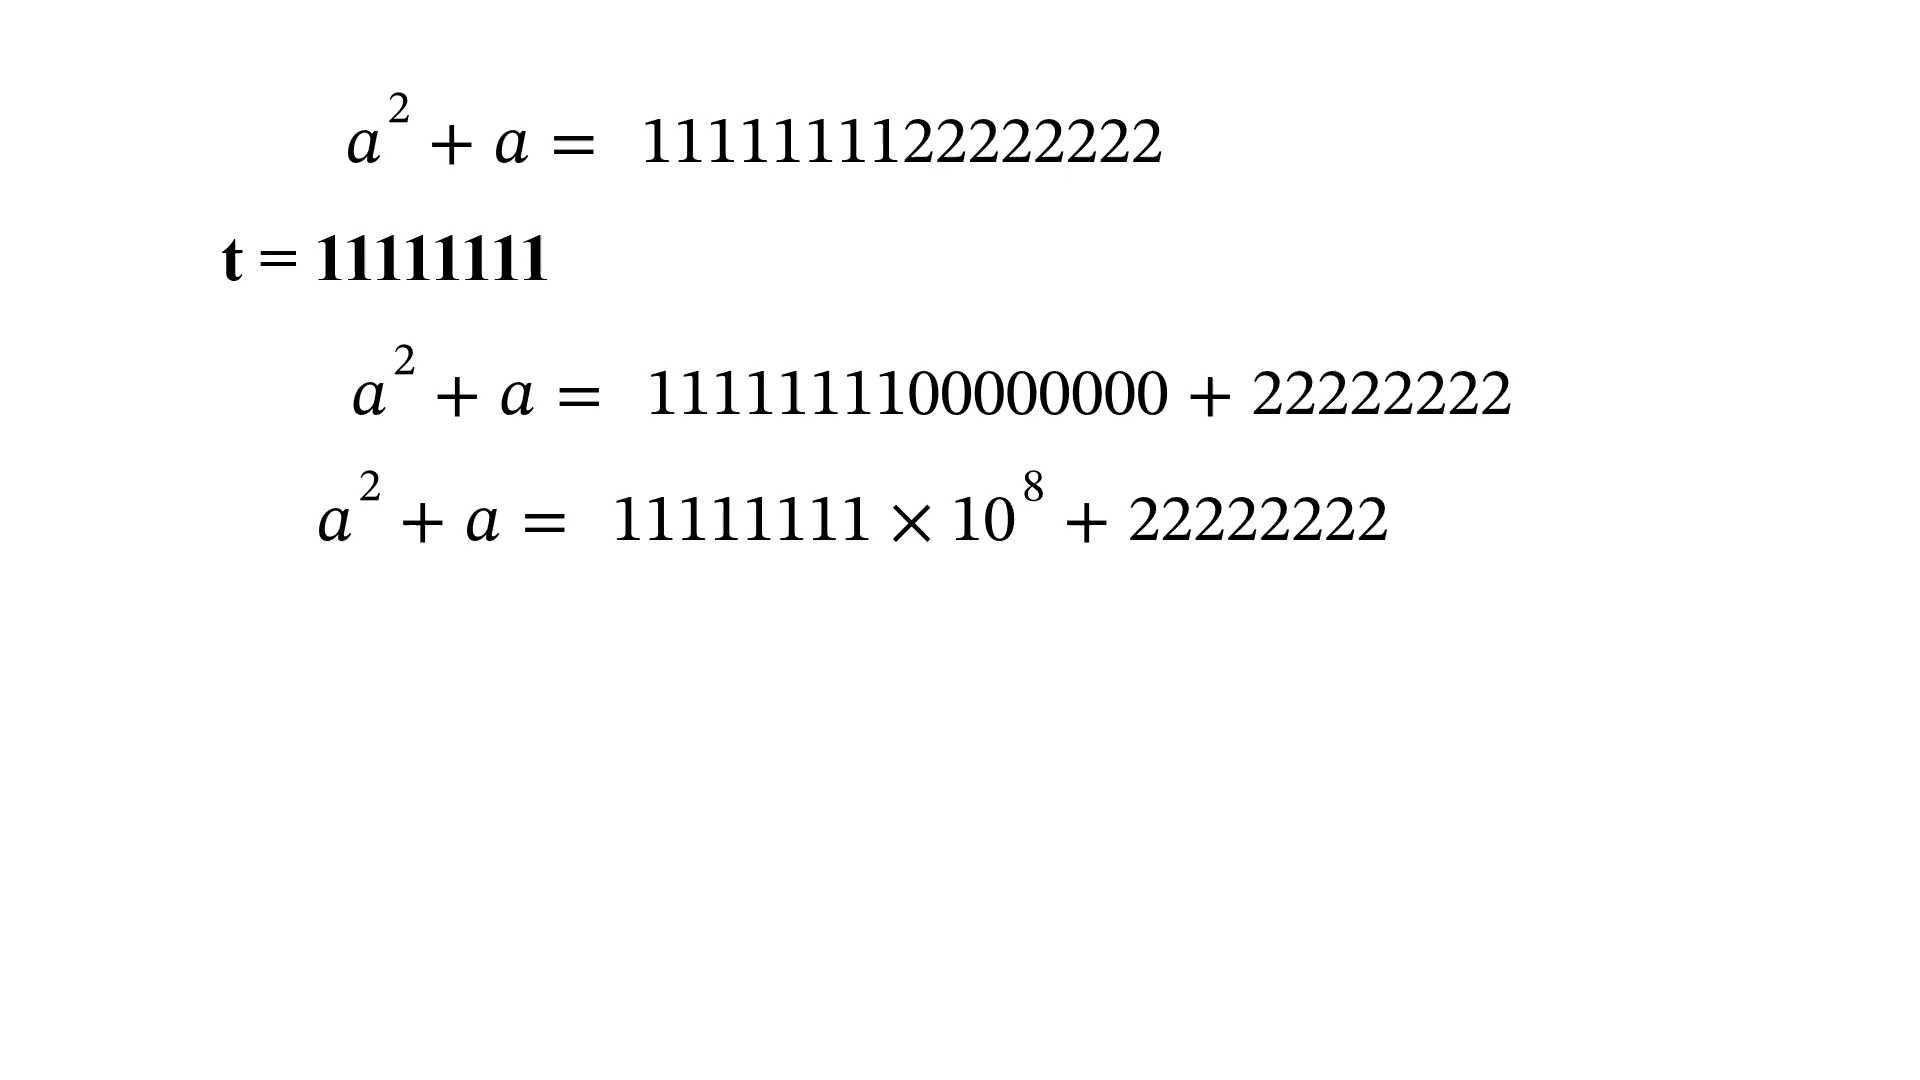 a² + a = 1111111122222222
t = 11111111
a² + a = 1111111100000000 + 22222222
a² + a = 11111111 × 10⁸ + 22222222